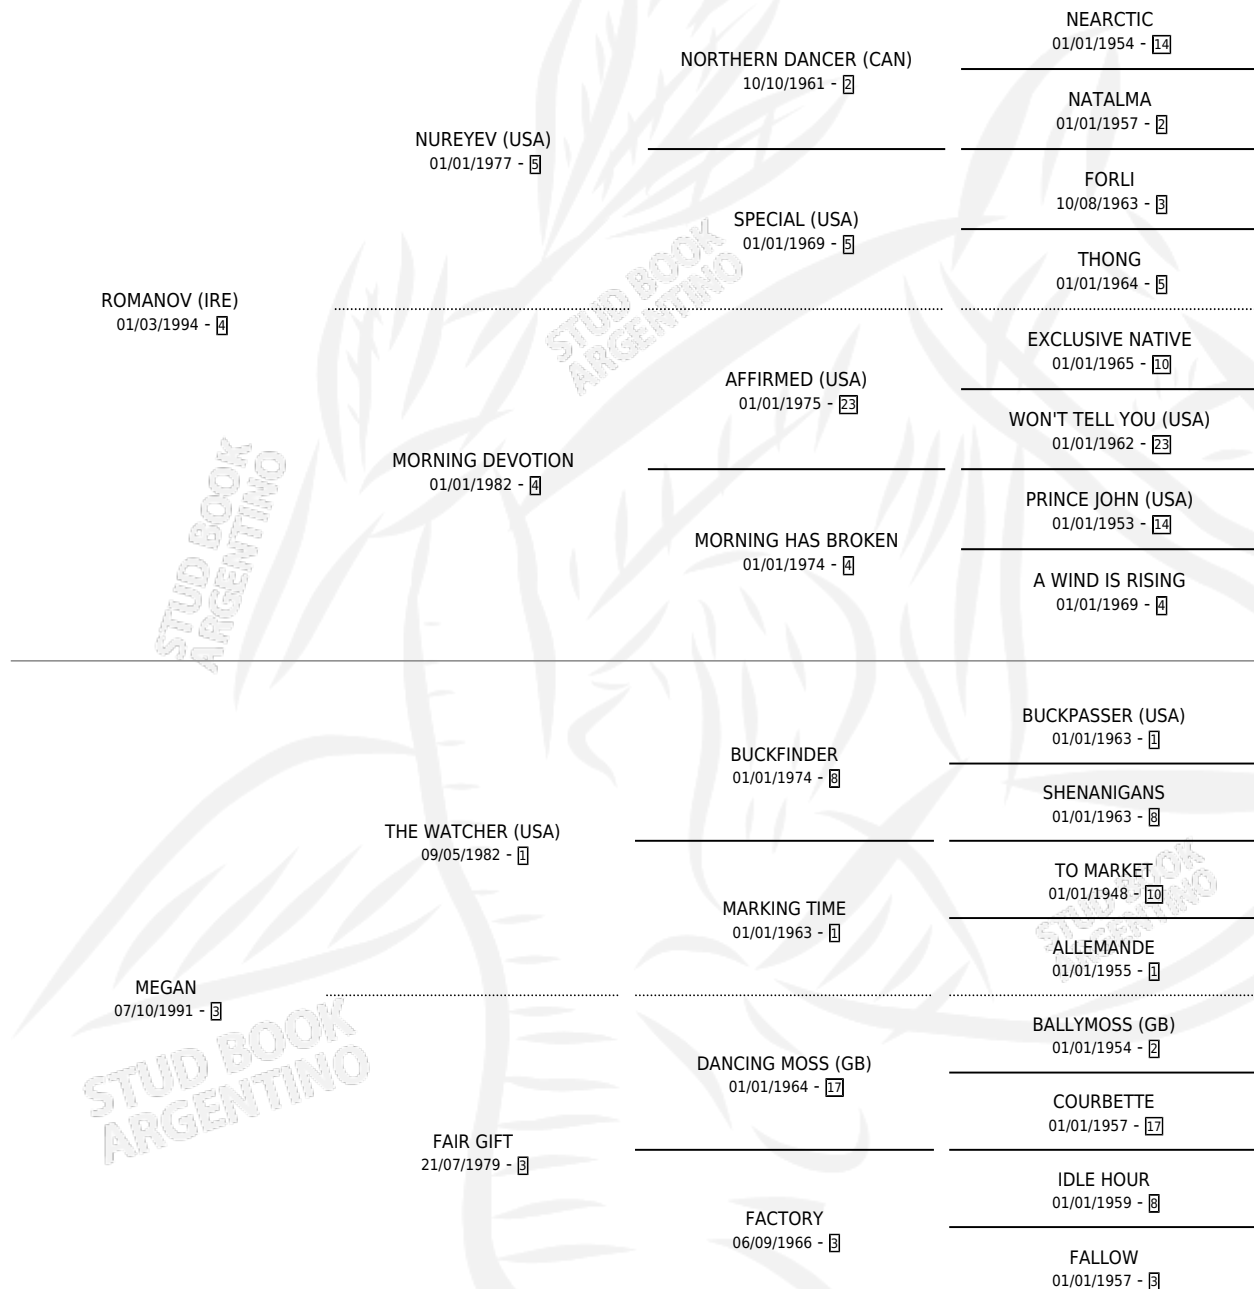 NEARCTIC
01/01/1954 - 14
NORTHERN DANCER (CAN)
10/10/1961 - 2
NATALMA
01/01/1957 - 2
NUREYEV (USA)
01/01/1977 - 5
FORLI
10/08/1963 - 3
SPECIAL (USA)
01/01/1969 - 5
THONG
01/01/1964 - 5
ROMANOV (IRE)
01/03/1994 - 4
EXCLUSIVE NATIVE
01/01/1965 - 10
AFFIRMED (USA)
01/01/1975 - 23
WON'T TELL YOU (USA)
01/01/1962 - 23
MORNING DEVOTION
01/01/1982 - 4
PRINCE JOHN (USA)
01/01/1953 - 14
MORNING HAS BROKEN
01/01/1974 - 4
A WIND IS RISING
01/01/1969 - 4
BUCKPASSER (USA)
01/01/1963 - 1
BUCKFINDER
01/01/1974 - 8
SHENANIGANS
01/01/1963 - 8
THE WATCHER (USA)
09/05/1982 - 1
TO MARKET
01/01/1948 - 10
MARKING TIME
01/01/1963 - 1
ALLEMANDE
01/01/1955 - 1
MEGAN
07/10/1991 - 3
BALLYMOSS (GB)
01/01/1954 - 2
DANCING MOSS (GB)
01/01/1964 - 17
COURBETTE
01/01/1957 - 17
FAIR GIFT
21/07/1979 - 3
IDLE HOUR
01/01/1959 - 8
FACTORY
06/09/1966 - 3
FALLOW
01/01/1957 - 3
STUD BOOK
ARGENTINO
STUD BOOK
ARGENTINO
STUD BOOK
ARGENTINO
STUD BOOK
ARGENTINO